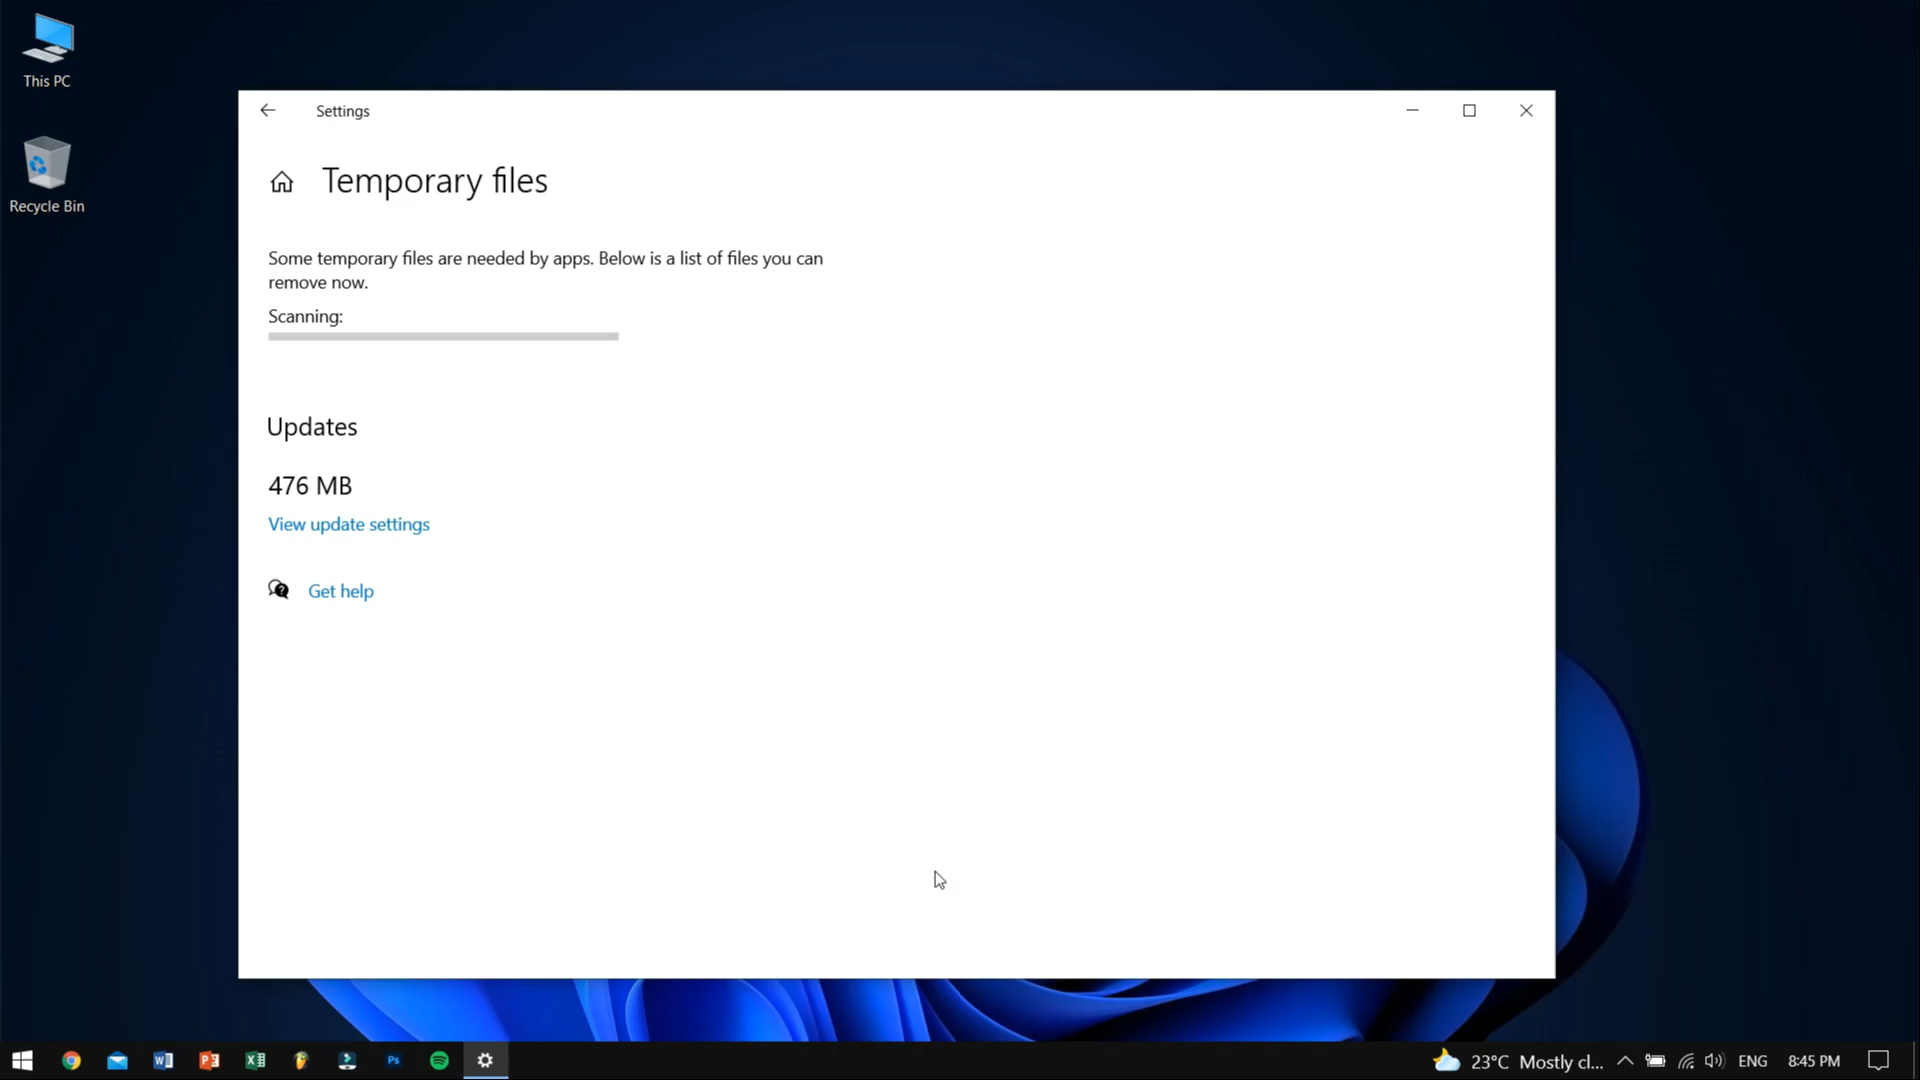 This PC
Recycle Bin
Settings
Temporary files
Some temporary files are needed by apps. Below is a list of files you can
remove now.
Scanning:
Updates
476 MB
View update settings
Get help
Ps
23°C Mostly cl... ENG 8:45 PM